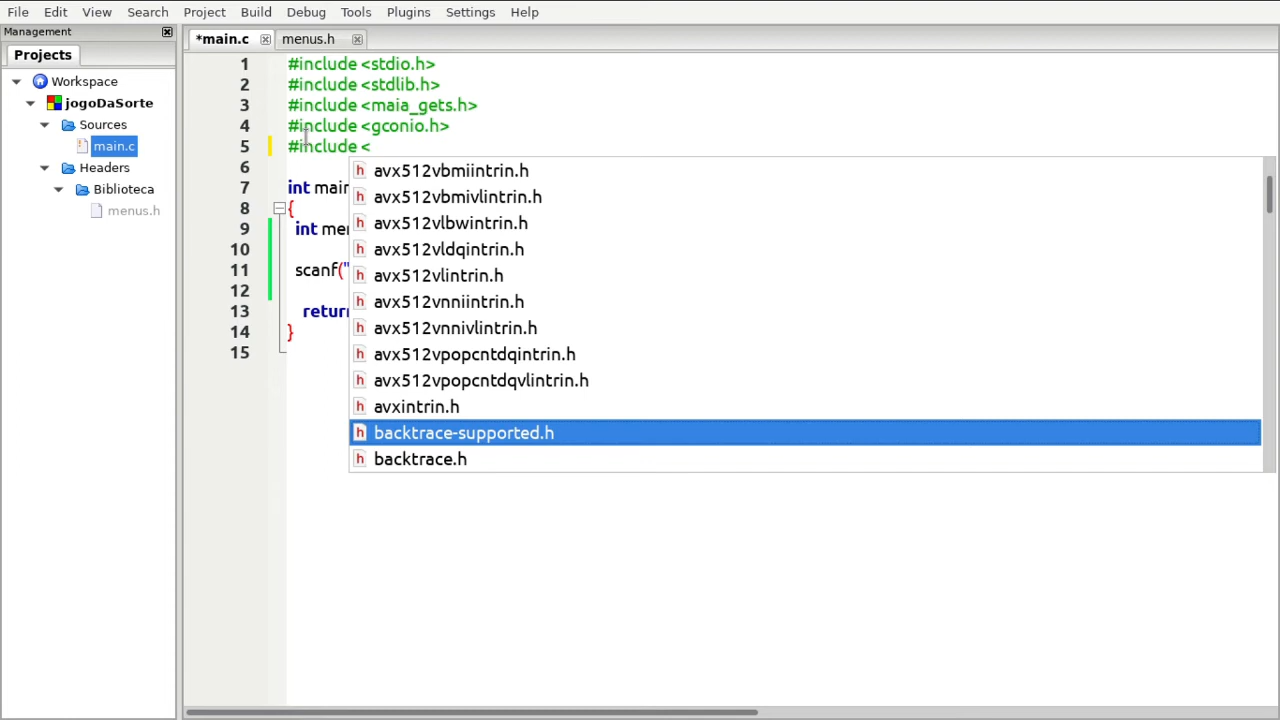 File Edit View Search Project Build Debug Tools Plugins Settings Help
Management
Projects
Workspace
jogoDaSorte
Sources
main.c
Headers
Biblioteca
menus.h
*main.c menus.h
1 #include <stdio.h>
2 #include <stdlib.h>
3 #include <maia_gets.h>
4 #include <gconio.h>
5 #include <
6
7 int main
8 {
9 int men
10
11 scanf("
12
13 return
14 }
15
avx512vbmiintrin.h
avx512vbmivlintrin.h
avx512vlbwintrin.h
avx512vldqintrin.h
avx512vlintrin.h
avx512vnniintrin.h
avx512vnnivlintrin.h
avx512vpopcntdqintrin.h
avx512vpopcntdqvlintrin.h
avxintrin.h
backtrace-supported.h
backtrace.h